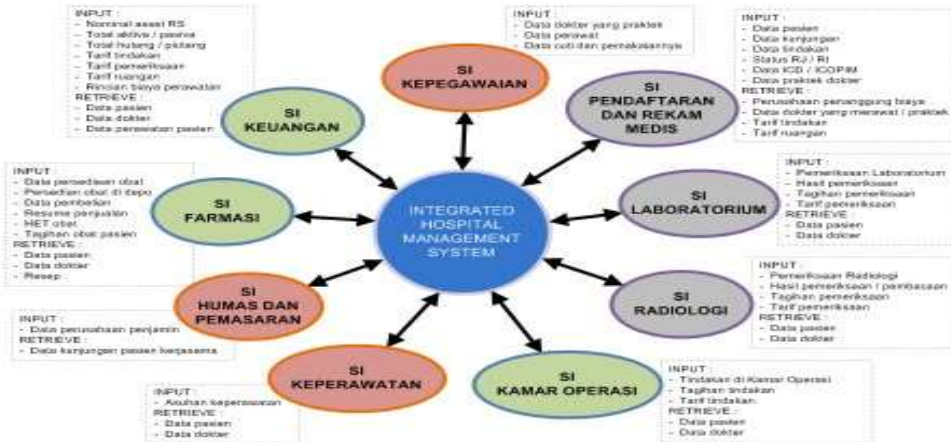 INPUT :
- Nominal asset RS
- Total aktiva / pasiva
- Total hutang / piutang
- Tarif tindakan
- Tarif pemeriksaan
- Tarif ruangan
- Rincian biaya perawatan
RETRIEVE :
- Data pasien
- Data dokter
- Data perawatan pasien
SI
KEUANGAN
INPUT :
- Data dokter yang praktek
- Data perawat
- Data cuti dan pemakaiannya
SI
KEPEGAWAIAN
INPUT :
- Data pasien
- Data kunjungan
- Data tindakan
- Status RJ / RI
- Data ICD / ICOPIM
- Data praktek dokter
RETRIEVE :
- Perusahaan penanggung biaya
- Data dokter yang merawat / praktek
- Tarif tindakan
- Tarif ruangan
SI
PENDAFTARAN
DAN REKAM
MEDIS
INPUT :
- Data persediaan obat
- Persedian obat di depo
- Data pembelian
- Resume penjualan
- HET obat
- Tagihan obat pasien
RETRIEVE :
- Data pasien
- Data dokter
- Resep
SI
FARMASI
INTEGRATED
HOSPITAL
MANAGEMENT
SYSTEM
SI
LABORATORIUM
INPUT :
- Pemeriksaan Laboratorium
- Hasil pemeriksaan
- Tagihan pemeriksaan
- Tarif pemeriksaan
RETRIEVE :
- Data pasien
- Data dokter
SI
HUMAS DAN
PEMASARAN
INPUT :
- Data perusahaan penjamin
RETRIEVE :
- Data kunjungan pasien kerjasama
SI
RADIOLOGI
INPUT :
- Pemeriksaan Radiologi
- Hasil pemeriksaan / pembacaan
- Tagihan pemeriksaan
- Tarif pemeriksaan
RETRIEVE :
- Data pasien
- Data dokter
SI
KEPERAWATAN
INPUT :
- Asuhan keperawatan
RETRIEVE :
- Data pasien
- Data dokter
SI
KAMAR OPERASI
INPUT :
- Tindakan di Kamar Operasi
- Tagihan tindakan
- Tarif tindakan
RETRIEVE :
- Data pasien
- Data dokter